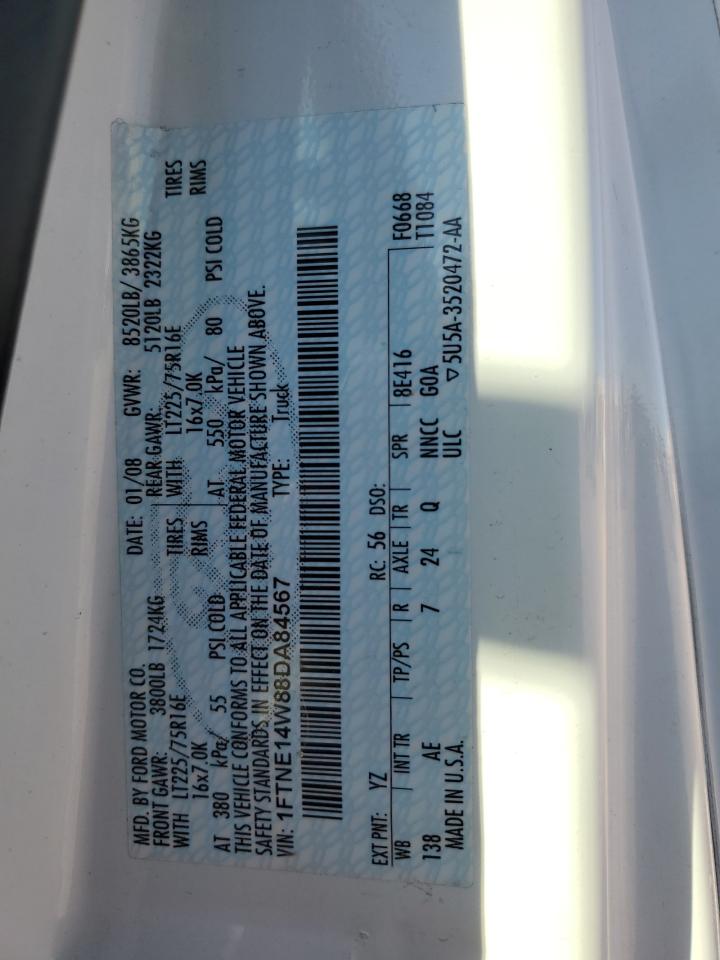 MFD. BY FORD MOTOR CO. DATE: 01/08 GVWR: 8520LB/ 3865KG
FRONT GAWR: 3800LB 1724KG REAR GAWR: 5120LB 2322KG
WITH LT225/75R16E TIRES WITH LT225/75R16E TIRES
16x7.0K RIMS 16x7.0K RIMS
AT 380 kPa/ 55 PSI COLD AT 550 kPa/ 80 PSI COLD
THIS VEHICLE CONFORMS TO ALL APPLICABLE FEDERAL MOTOR VEHICLE
SAFETY STANDARDS IN EFFECT ON THE DATE OF MANUFACTURE SHOWN ABOVE.
VIN: 1FTNE14W88DA84567 TYPE: Truck
EXT PNT: YZ RC: 56 DSO: F0668
WB | INT TR | TP/PS | R | AXLE | TR | SPR | 8E416 T1084
138 AE 7 24 Q NNCC GOA
MADE IN U.S.A. ULC ▽5U5A-3520472-AA